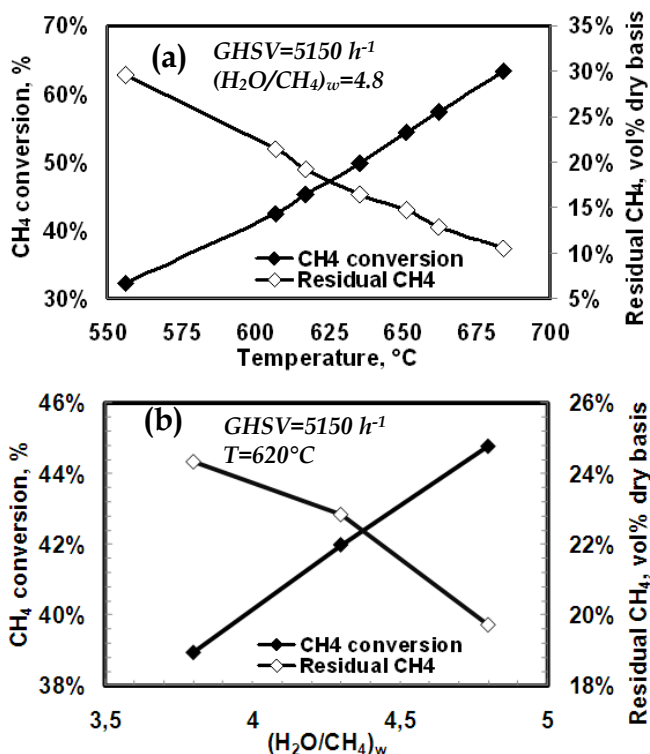 (a)
GHSV=5150 h⁻¹
(H₂O/CH₄)w=4.8
CH₄ conversion, %
70%
60%
50%
40%
30%
Residual CH₄, vol% dry basis
35%
30%
25%
20%
15%
10%
5%
CH4 conversion
Residual CH4
550 575 600 625 650 675 700
Temperature, °C
(b)
GHSV=5150 h⁻¹
T=620°C
CH₄ conversion, %
46%
44%
42%
40%
38%
Residual CH₄, vol% dry basis
26%
24%
22%
20%
18%
CH4 conversion
Residual CH4
3,5 4 4,5 5
(H₂O/CH₄)w